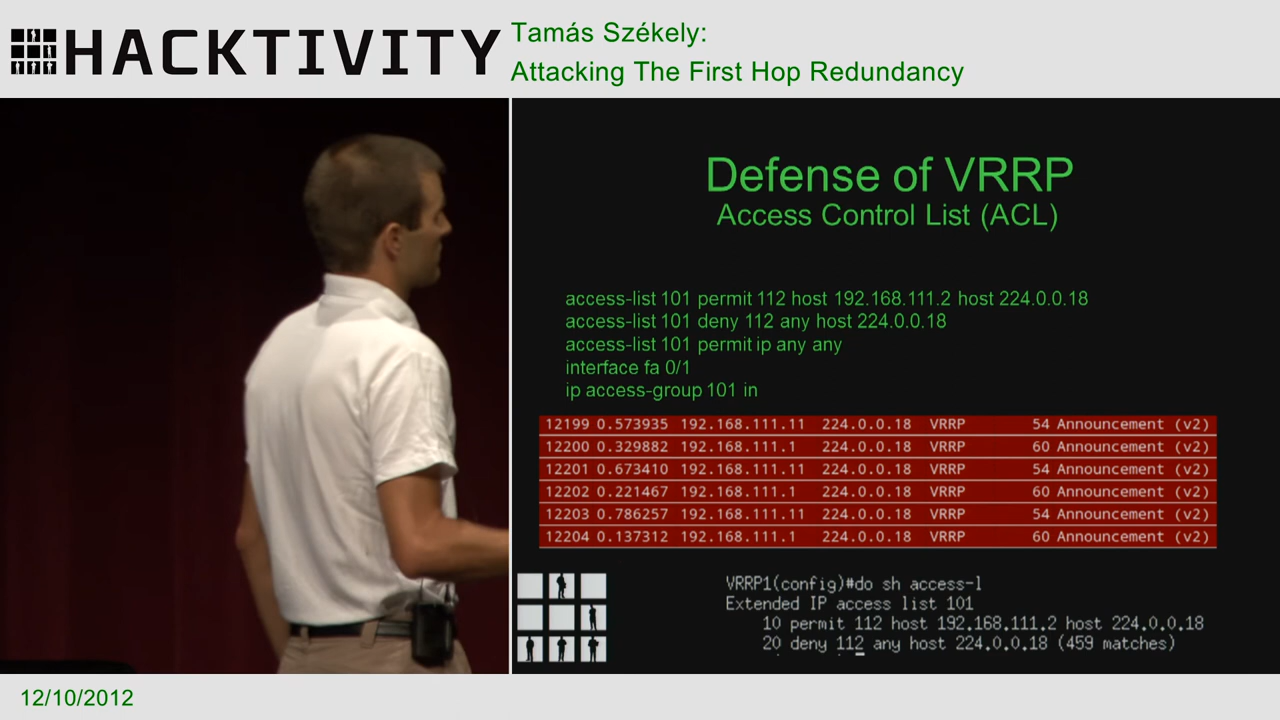 HACKTIVITY
Tamás Székely:
Attacking The First Hop Redundancy
Defense of VRRP
Access Control List (ACL)
access-list 101 permit 112 host 192.168.111.2 host 224.0.0.18
access-list 101 deny 112 any host 224.0.0.18
access-list 101 permit ip any any
interface fa 0/1
ip access-group 101 in
12199 0.573935 192.168.111.11 224.0.0.18 VRRP 54 Announcement (v2)
12200 0.329882 192.168.111.1 224.0.0.18 VRRP 60 Announcement (v2)
12201 0.673410 192.168.111.11 224.0.0.18 VRRP 54 Announcement (v2)
12202 0.221467 192.168.111.1 224.0.0.18 VRRP 60 Announcement (v2)
12203 0.786257 192.168.111.11 224.0.0.18 VRRP 54 Announcement (v2)
12204 0.137312 192.168.111.1 224.0.0.18 VRRP 60 Announcement (v2)
VRRP1(config)#do sh access-l
Extended IP access list 101
10 permit 112 host 192.168.111.2 host 224.0.0.18
20 deny 112 any host 224.0.0.18 (459 matches)
12/10/2012